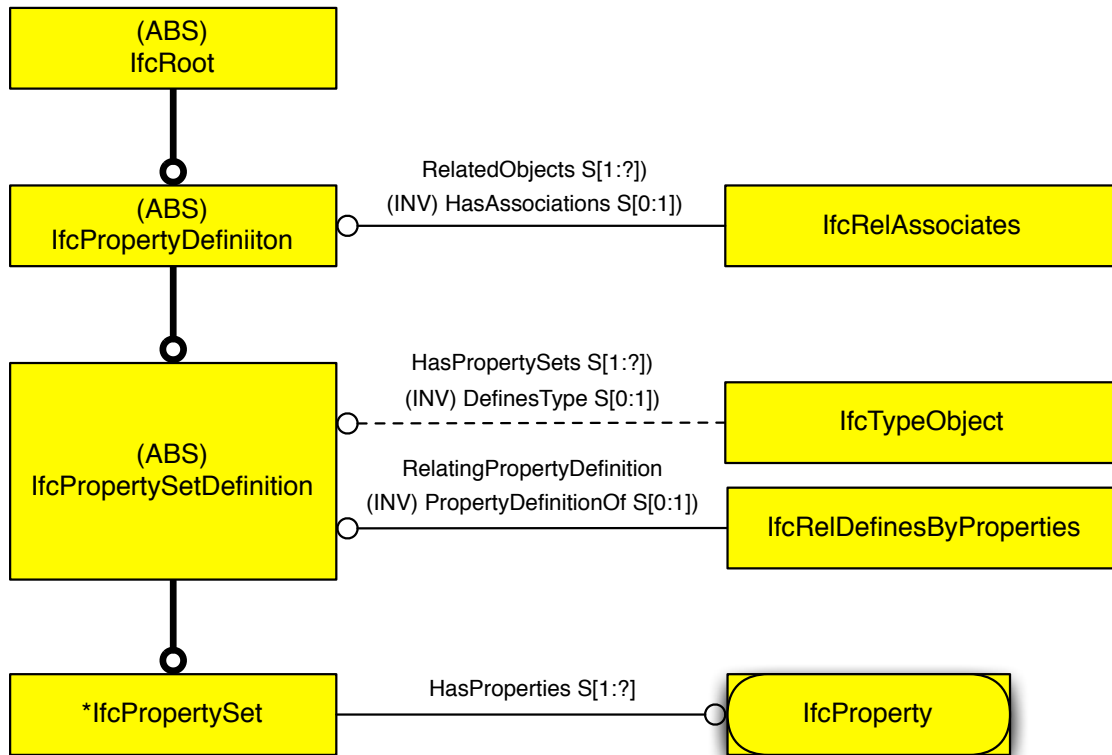 (ABS)
IfcRoot
RelatedObjects S[1:?])
(INV) HasAssociations S[0:1])
(ABS)
IfcPropertyDefiniiton
IfcRelAssociates
HasPropertySets S[1:?])
(INV) DefinesType S[0:1])
IfcTypeObject
(ABS)
IfcPropertySetDefinition
RelatingPropertyDefinition
(INV) PropertyDefinitionOf S[0:1])
IfcRelDefinesByProperties
*IfcPropertySet
HasProperties S[1:?]
IfcProperty